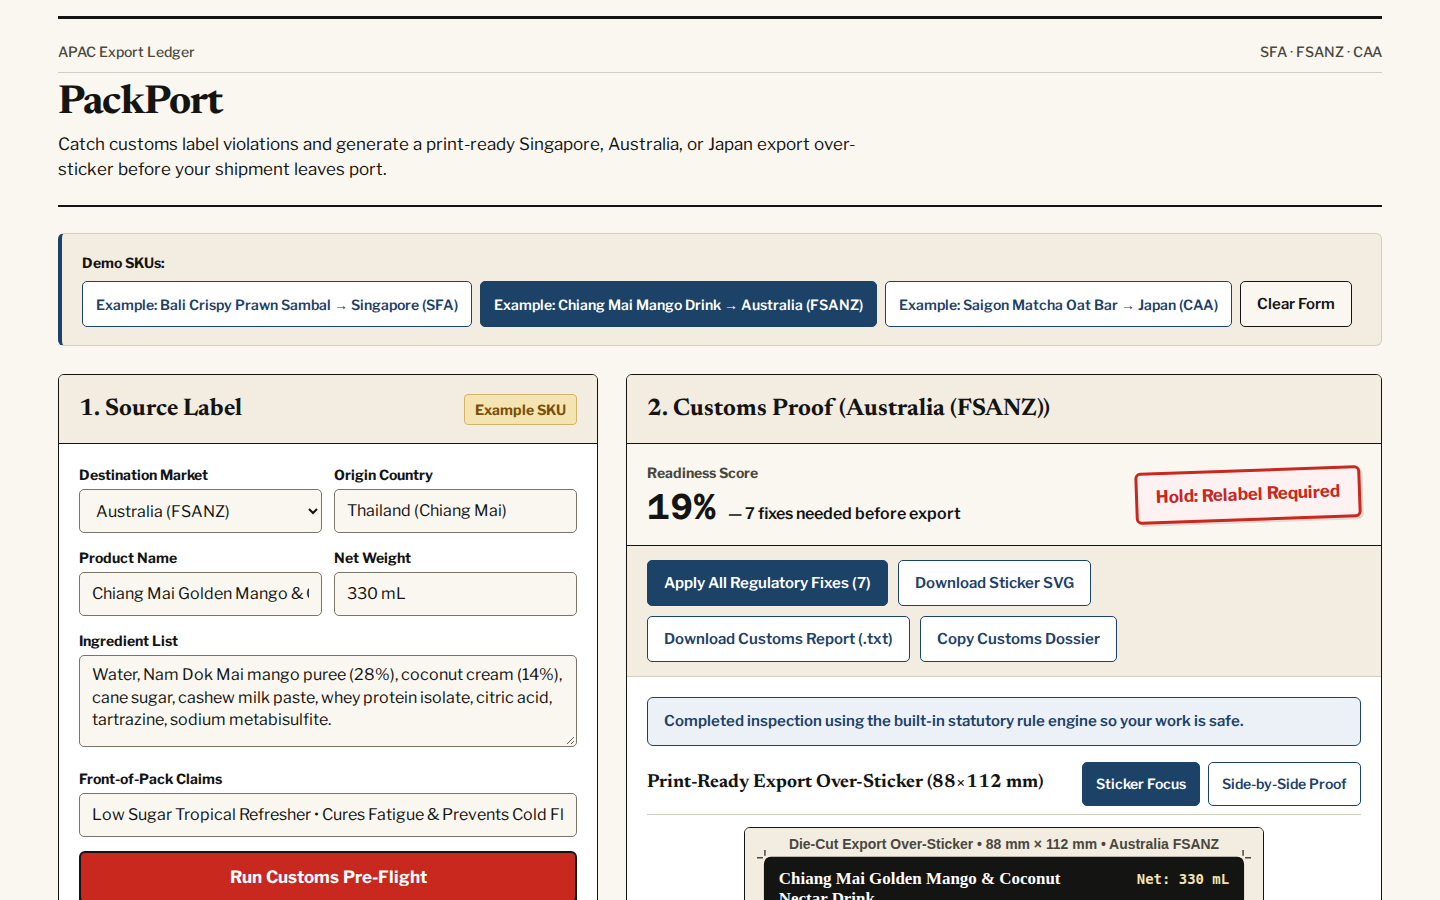 APAC Export Ledger
SFA · FSANZ · CAA
PackPort
Catch customs label violations and generate a print-ready Singapore, Australia, or Japan export over-
sticker before your shipment leaves port.
Demo SKUs:
Example: Bali Crispy Prawn Sambal → Singapore (SFA)
Example: Chiang Mai Mango Drink → Australia (FSANZ)
Example: Saigon Matcha Oat Bar → Japan (CAA)
Clear Form
1. Source Label
Example SKU
Destination Market
Origin Country
Australia (FSANZ)
Thailand (Chiang Mai)
Product Name
Net Weight
Chiang Mai Golden Mango &
330 mL
Ingredient List
Water, Nam Dok Mai mango puree (28%), coconut cream (14%),
cane sugar, cashew milk paste, whey protein isolate, citric acid,
tartrazine, sodium metabisulfite.
Front-of-Pack Claims
Low Sugar Tropical Refresher • Cures Fatigue & Prevents Cold Fl
Run Customs Pre-Flight
2. Customs Proof (Australia (FSANZ))
Readiness Score
19% — 7 fixes needed before export
Hold: Relabel Required
Apply All Regulatory Fixes (7)
Download Sticker SVG
Download Customs Report (.txt)
Copy Customs Dossier
Completed inspection using the built-in statutory rule engine so your work is safe.
Print-Ready Export Over-Sticker (88×112 mm)
Sticker Focus
Side-by-Side Proof
Die-Cut Export Over-Sticker • 88 mm × 112 mm • Australia FSANZ
Chiang Mai Golden Mango & Coconut
Nectar Drink
Net: 330 mL